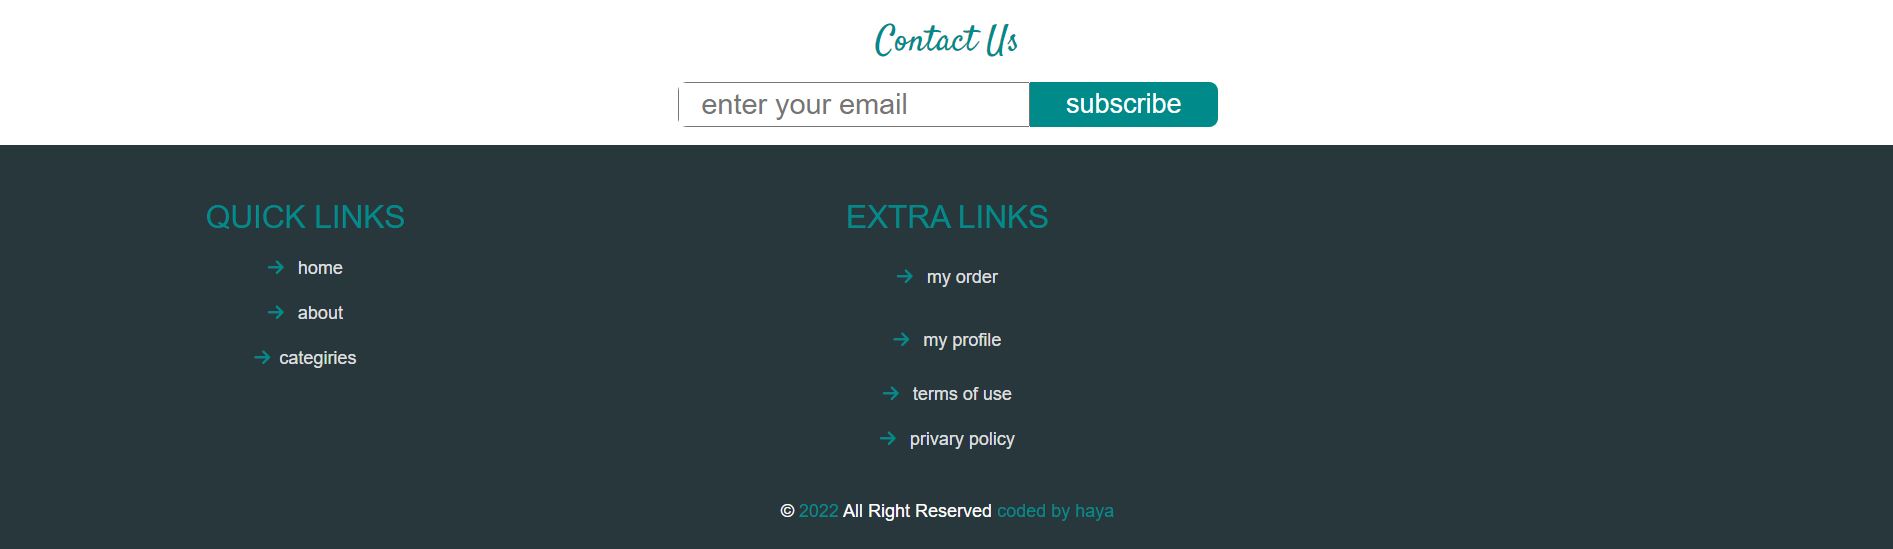 Contact Us
enter your email
subscribe
QUICK LINKS
home
about
categiries
EXTRA LINKS
my order
my profile
terms of use
privary policy
© 2022 All Right Reserved coded by haya